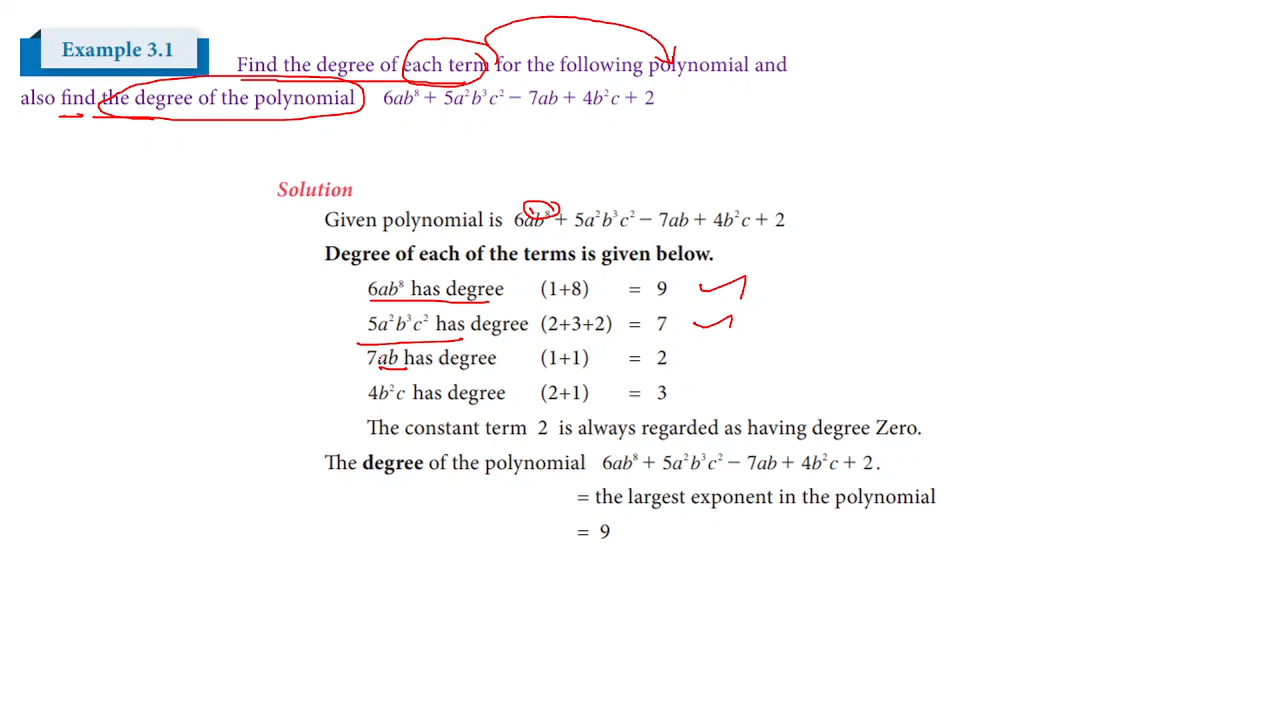 Example 3.1
Find the degree of each term for the following polynomial and
also find the degree of the polynomial 6ab⁸ + 5a²b³c² − 7ab + 4b²c + 2
Solution
Given polynomial is 6ab⁸ + 5a²b³c² − 7ab + 4b²c + 2
Degree of each of the terms is given below.
6ab⁸ has degree (1+8) = 9
5a²b³c² has degree (2+3+2) = 7
7ab has degree (1+1) = 2
4b²c has degree (2+1) = 3
The constant term 2 is always regarded as having degree Zero.
The degree of the polynomial 6ab⁸ + 5a²b³c² − 7ab + 4b²c + 2.
= the largest exponent in the polynomial
= 9